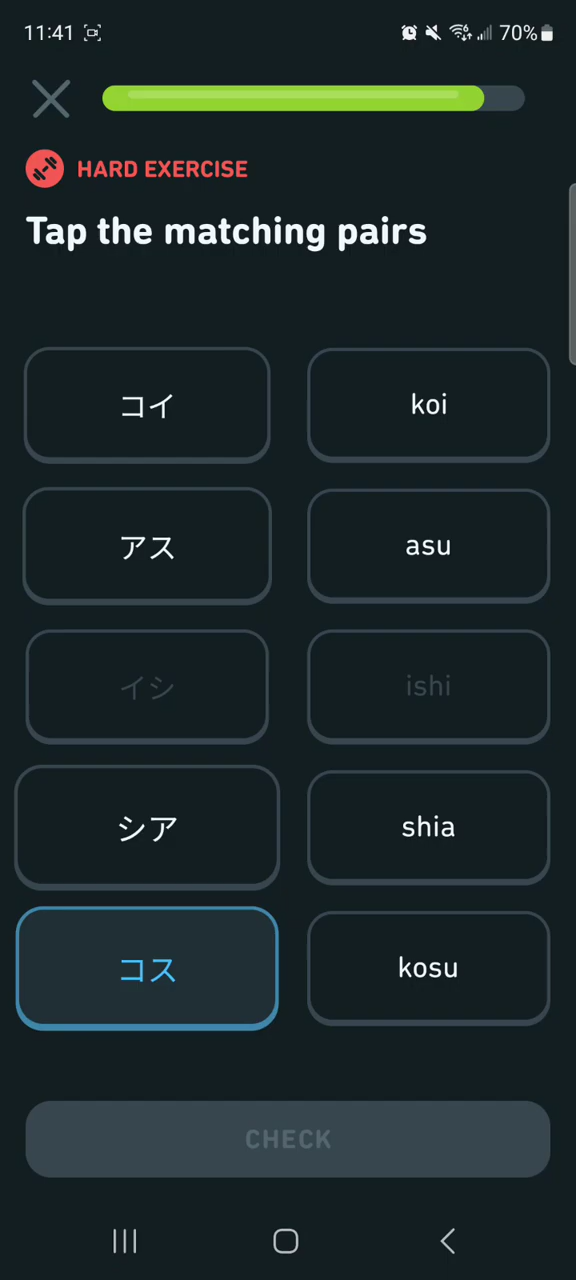 11:41 70%
HARD EXERCISE
Tap the matching pairs
コイ koi
アス asu
イシ ishi
シア shia
コス kosu
CHECK